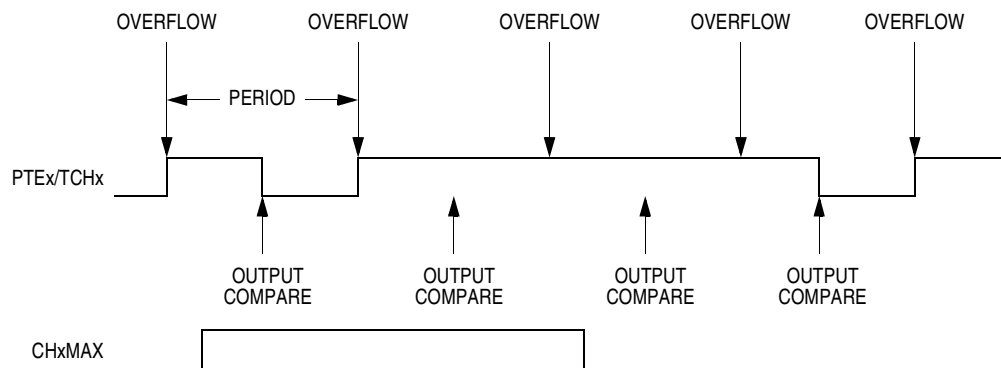 OVERFLOW OVERFLOW OVERFLOW OVERFLOW OVERFLOW
PERIOD
PTEx/TCHx
OUTPUT COMPARE
OUTPUT COMPARE
OUTPUT COMPARE
OUTPUT COMPARE
CHxMAX